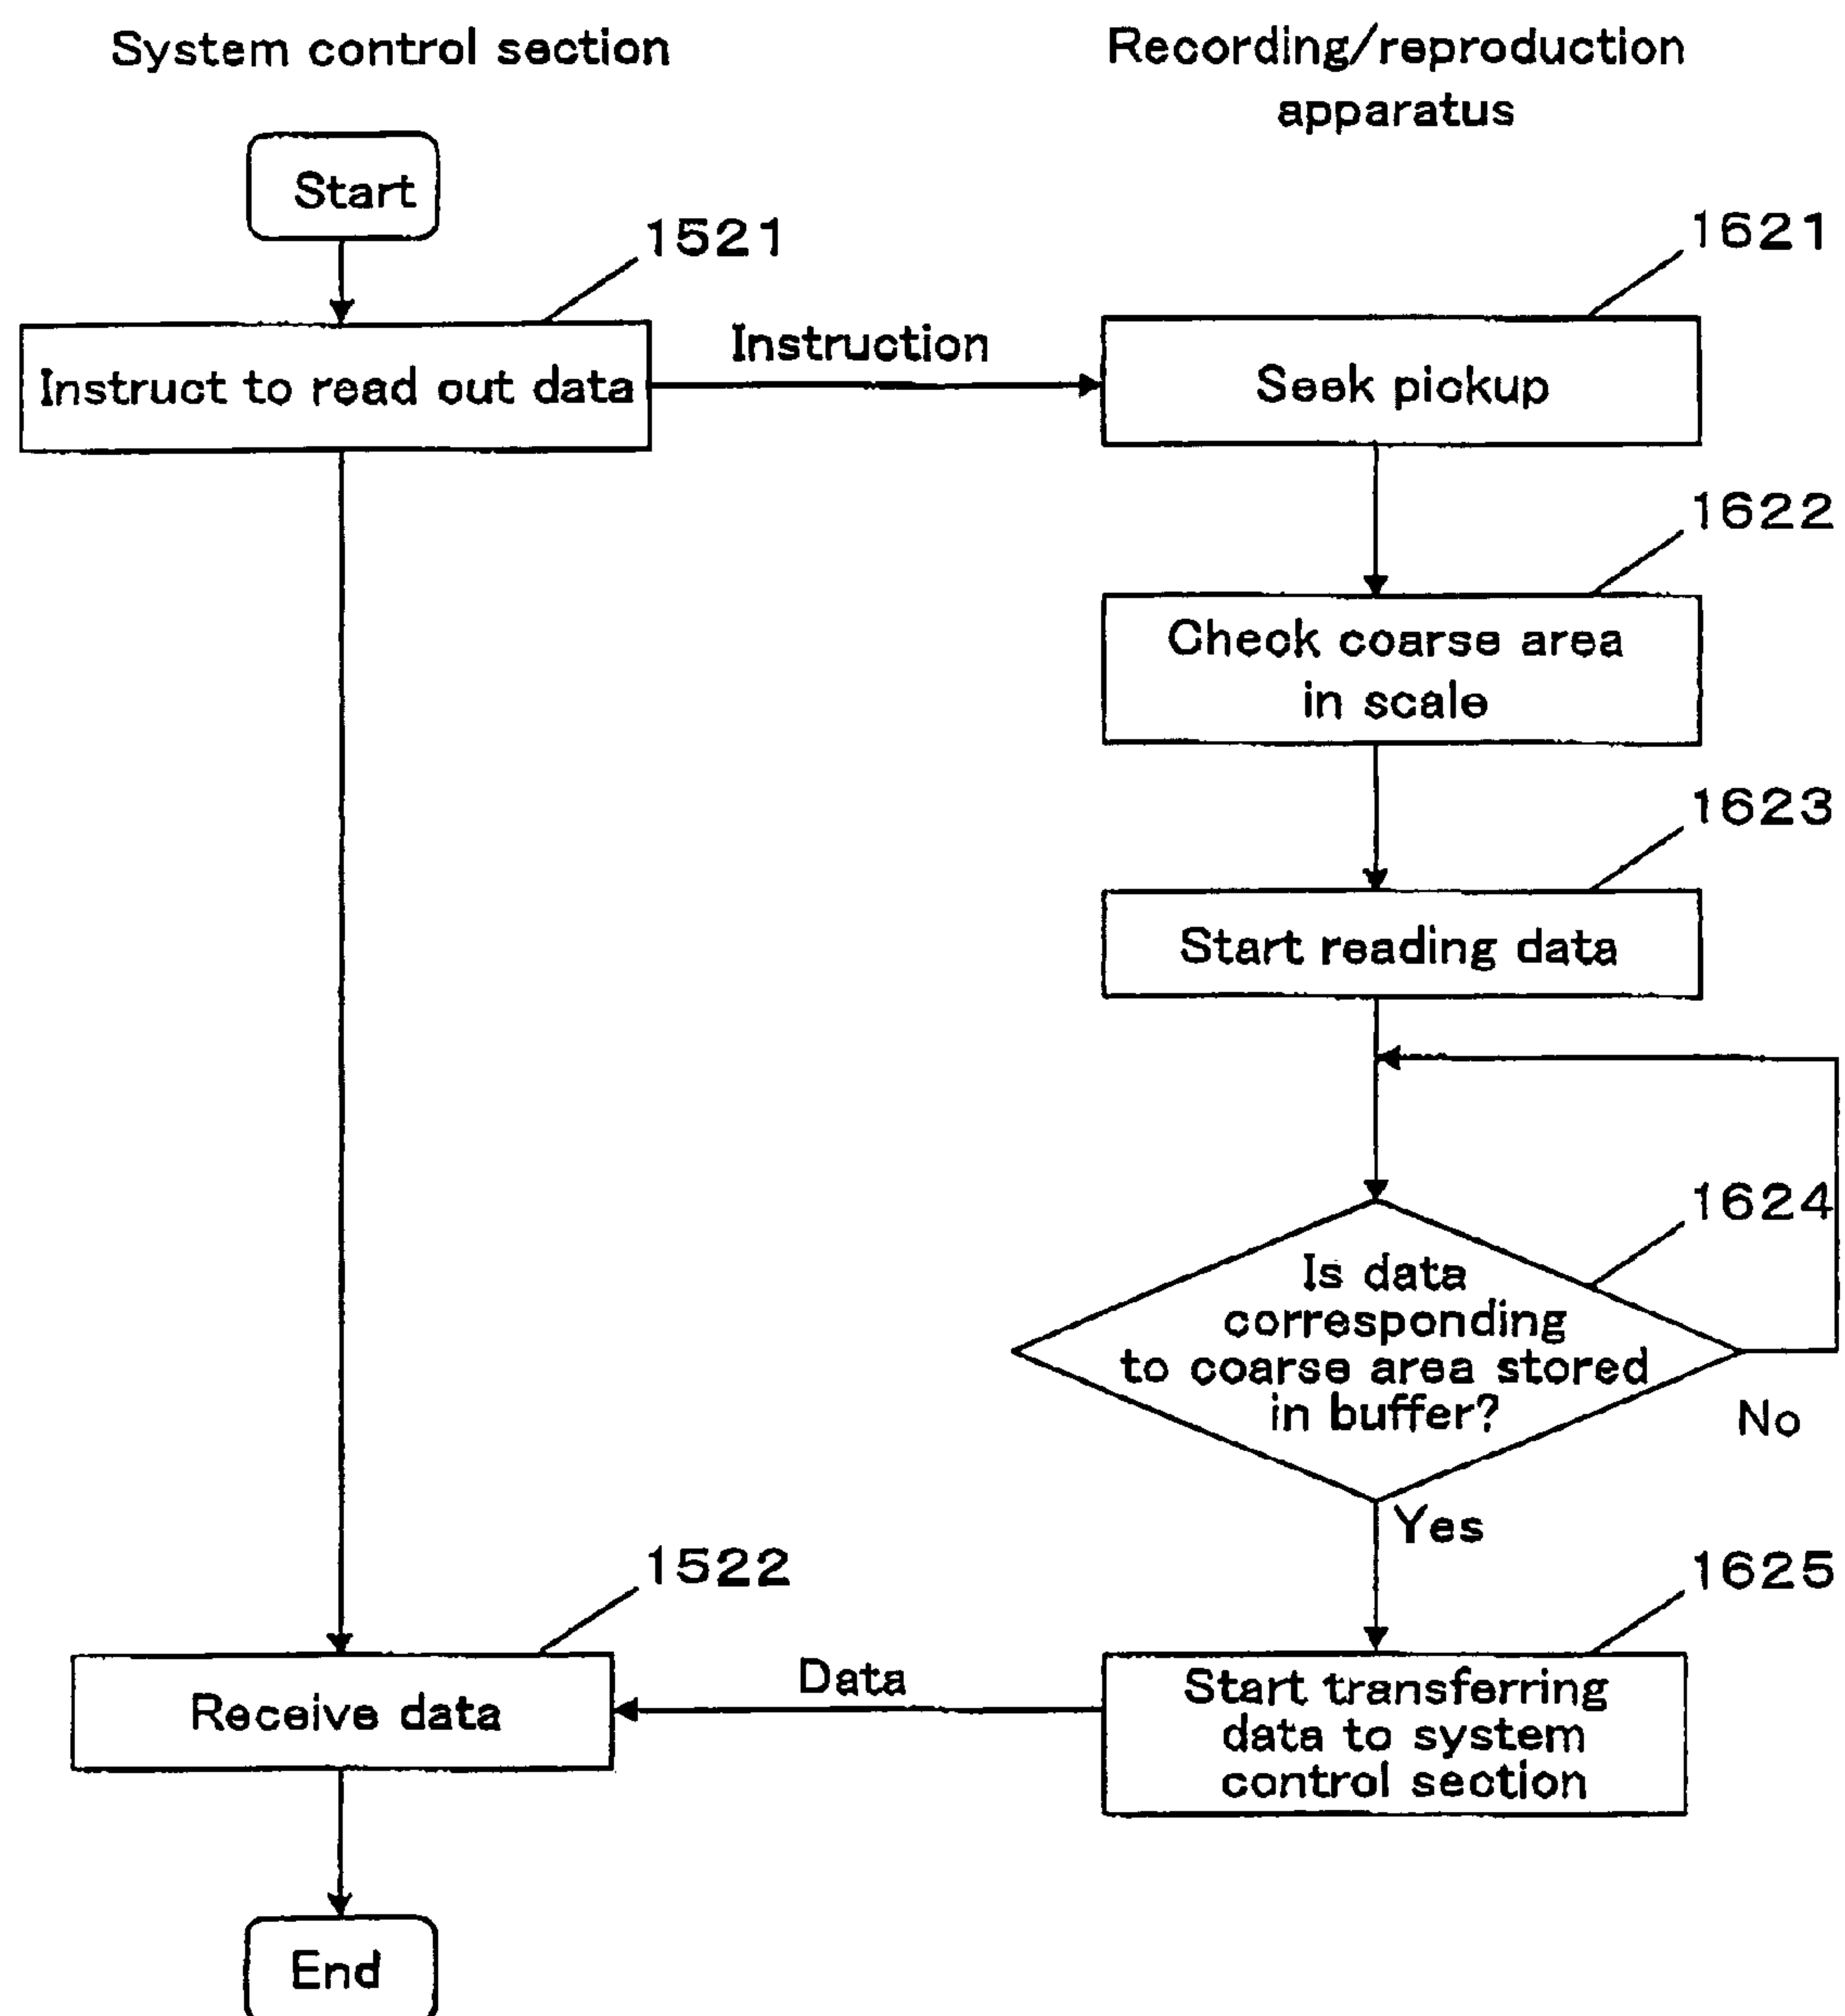 System control section
Recording/reproduction
apparatus
Start
1521
1621
Instruct to read out data
Instruction
Seek pickup
1622
Check coarse area
in scale
1623
Start reading data
1624
Is data
corresponding
to coarse area stored
in buffer?
No
Yes
1522
1625
Receive data
Data
Start transferring
data to system
control section
End